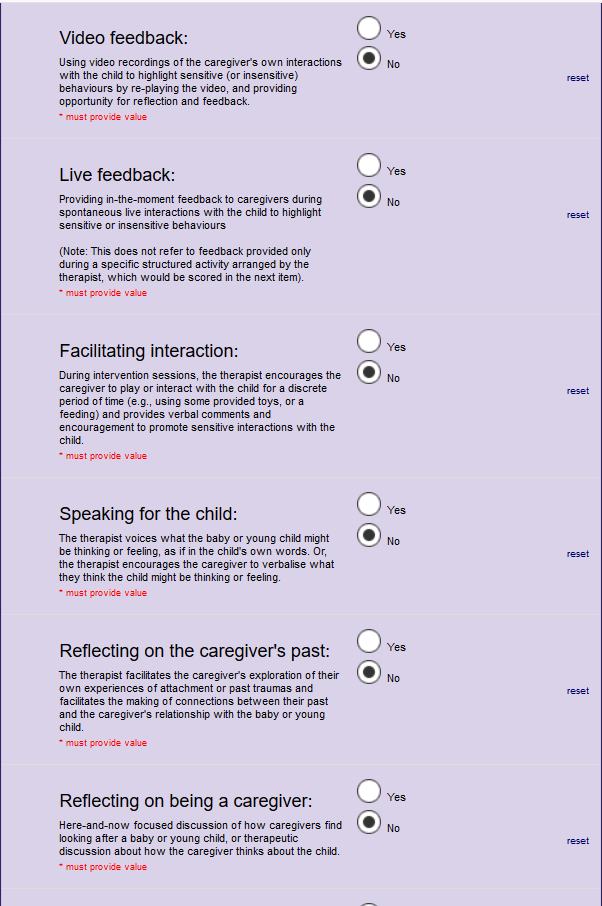 Video feedback:
Yes
No
Using video recordings of the caregiver's own interactions
with the child to highlight sensitive (or insensitive)
behaviours by re-playing the video, and providing
opportunity for reflection and feedback.
reset
* must provide value
Live feedback:
Yes
No
Providing in-the-moment feedback to caregivers during
spontaneous live interactions with the child to highlight
sensitive or insensitive behaviours
reset
(Note: This does not refer to feedback provided only
during a specific structured activity arranged by the
therapist, which would be scored in the next item).
* must provide value
Facilitating interaction:
Yes
No
During intervention sessions, the therapist encourages the
caregiver to play or interact with the child for a discrete
period of time (e.g., using some provided toys, or a
feeding) and provides verbal comments and
encouragement to promote sensitive interactions with the
child.
reset
* must provide value
Speaking for the child:
Yes
No
The therapist voices what the baby or young child might
be thinking or feeling, as if in the child's own words. Or,
the therapist encourages the caregiver to verbalise what
they think the child might be thinking or feeling.
reset
* must provide value
Reflecting on the caregiver's past:
Yes
No
The therapist facilitates the caregiver's exploration of their
own experiences of attachment or past traumas and
facilitates the making of connections between their past
and the caregiver's relationship with the baby or young
child.
reset
* must provide value
Reflecting on being a caregiver:
Yes
No
Here-and-now focused discussion of how caregivers find
looking after a baby or young child, or therapeutic
discussion about how the caregiver thinks about the child.
reset
* must provide value